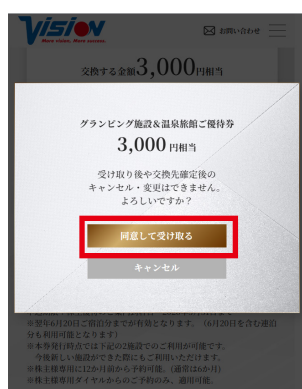 VISION
More vision, More success.
お問い合わせ
交換する金額3,000円相当
グランピング施設&温泉旅館ご優待券
3,000 円相当
受け取り後や交換先確定後の
キャンセル・変更はできません。
よろしいですか?
同意して受け取る
キャンセル
※翌年6月20日ご宿泊分までが有効となります。(6月20日を含む連泊
分も利用可能となります)
※本券発行時点では下記の2施設でのご利用が可能です。
今後新しい施設ができた際にもご利用いただけます。
※株主様専用に12か月前から予約可能。(通常は6か月)
※株主様専用ダイヤルからのご予約のみ、適用可能。